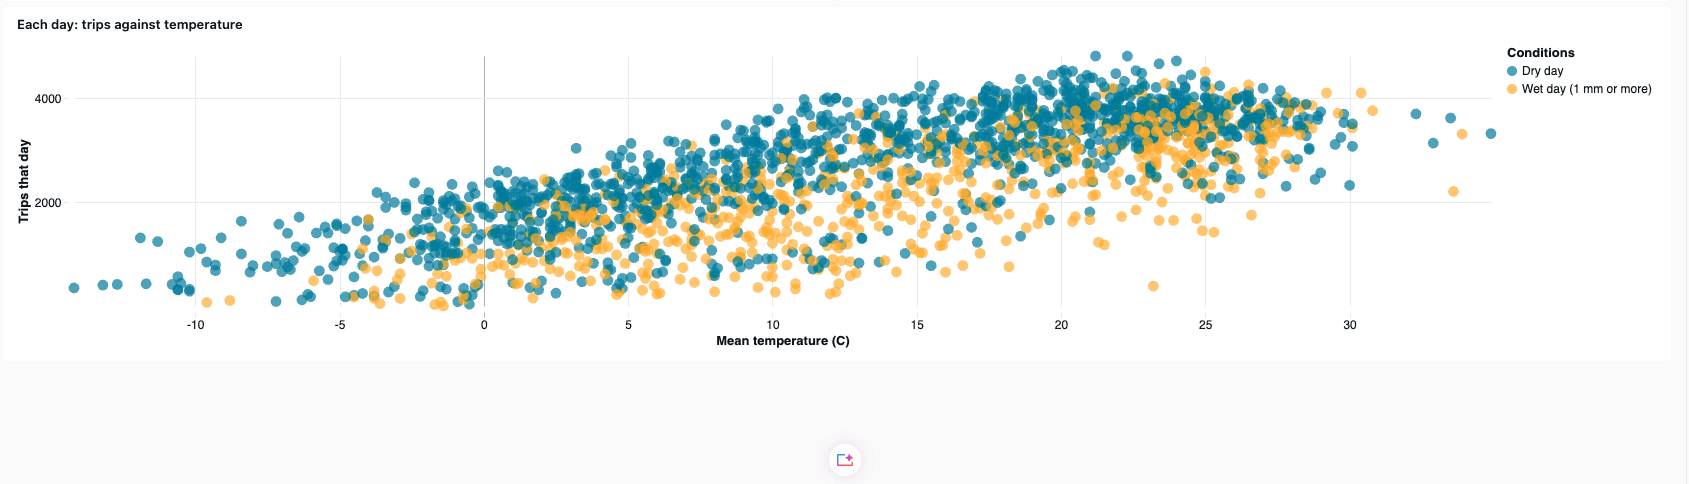 Each day: trips against temperature
Conditions
Dry day
Wet day (1 mm or more)
Trips that day
4000
2000
-10
-5
0
5
10
15
20
25
30
Mean temperature (C)